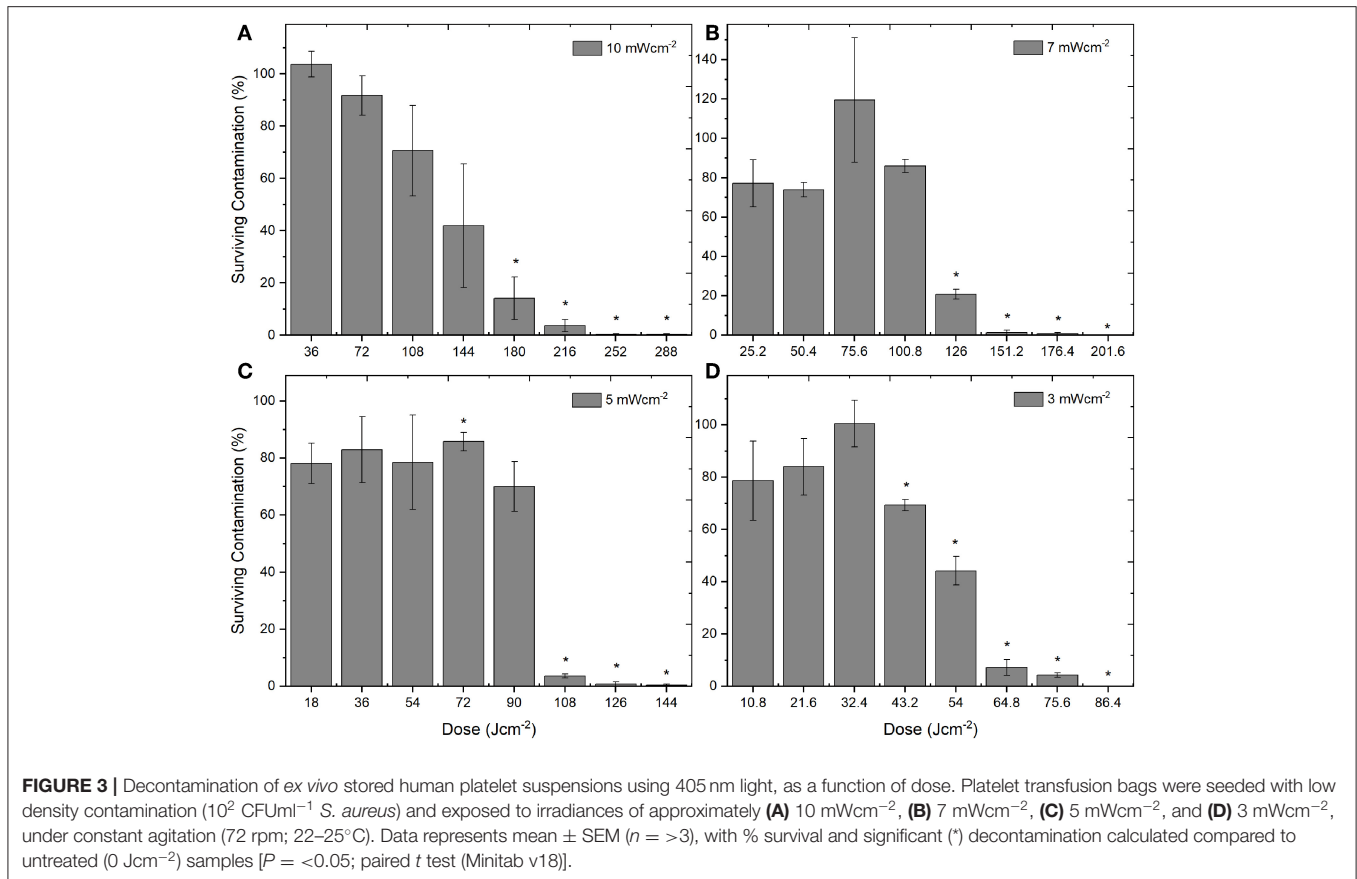 A
10 mWcm-2
Surviving Contamination (%)
100
80
60
40
20
0
*
*
*
*
36 72 108 144 180 216 252 288
B
7 mWcm-2
140
120
100
80
60
40
20
0
*
*
*
*
25.2 50.4 75.6 100.8 126 151.2 176.4 201.6
C
5 mWcm-2
Surviving Contamination (%)
100
80
60
40
20
0
*
*
*
*
18 36 54 72 90 108 126 144
Dose (Jcm-2)
D
3 mWcm-2
100
80
60
40
20
0
*
*
*
*
*
10.8 21.6 32.4 43.2 54 64.8 75.6 86.4
Dose (Jcm-2)
FIGURE 3 | Decontamination of ex vivo stored human platelet suspensions using 405 nm light, as a function of dose. Platelet transfusion bags were seeded with low
density contamination (10² CFUml⁻¹ S. aureus) and exposed to irradiances of approximately (A) 10 mWcm⁻², (B) 7 mWcm⁻², (C) 5 mWcm⁻², and (D) 3 mWcm⁻²,
under constant agitation (72 rpm; 22–25°C). Data represents mean ± SEM (n = >3), with % survival and significant (*) decontamination calculated compared to
untreated (0 Jcm⁻²) samples [P = <0.05; paired t test (Minitab v18)].